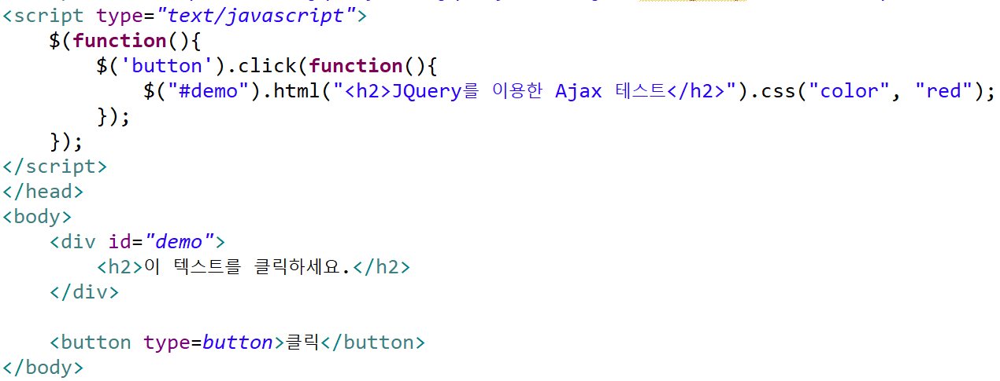 <script type="text/javascript">
    $(function(){
        $('button').click(function(){
            $("#demo").html("<h2>JQuery를 이용한 Ajax 테스트</h2>").css("color", "red");
        });
    });
</script>
</head>
<body>
    <div id="demo">
        <h2>이 텍스트를 클릭하세요.</h2>
    </div>

    <button type=button>클릭</button>
</body>